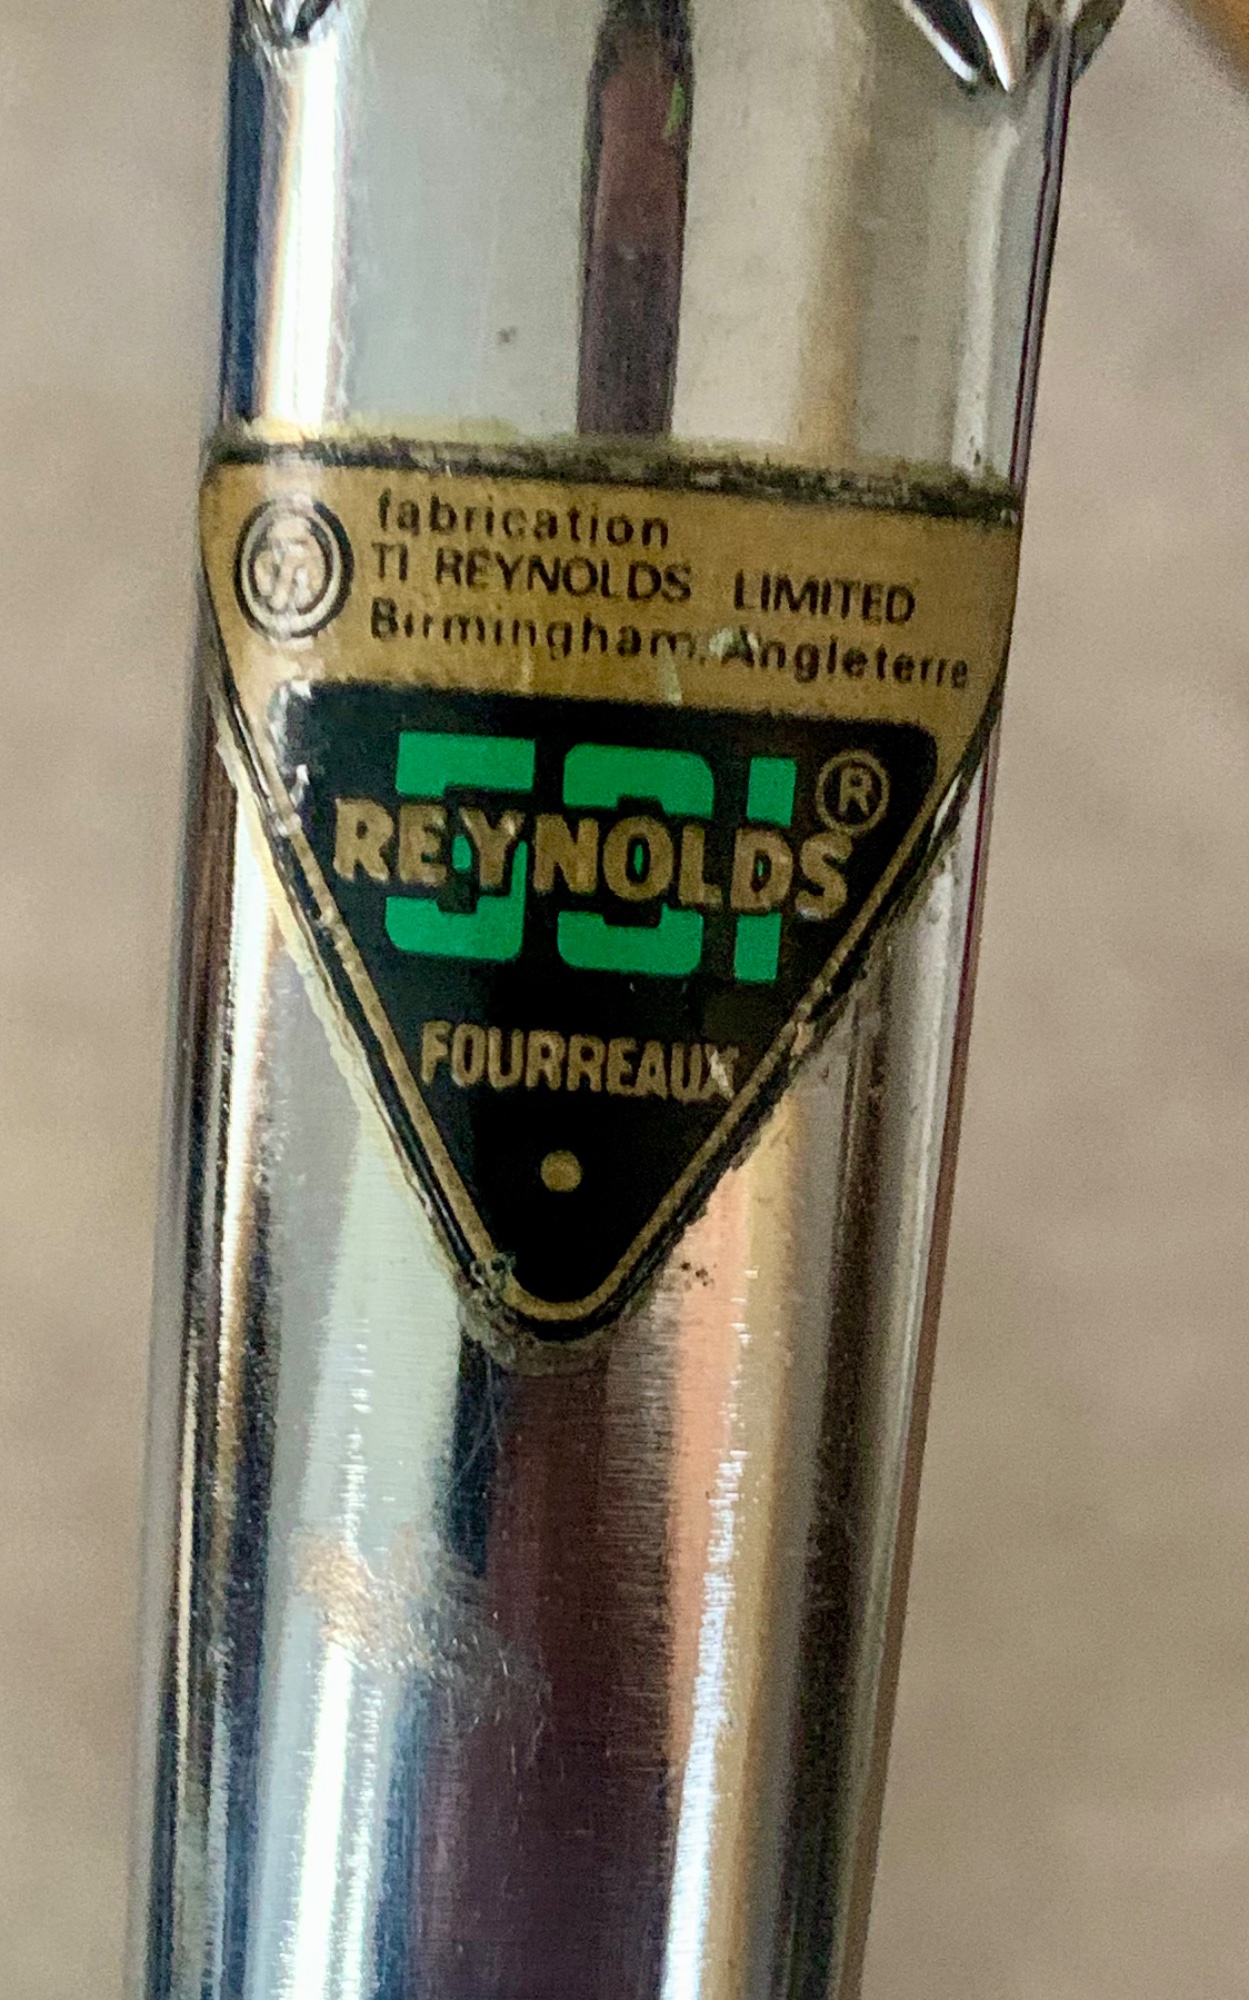 fabrication
TI REYNOLDS LIMITED
Birmingham, Angleterre
531
REYNOLDS®
FOURREAUX